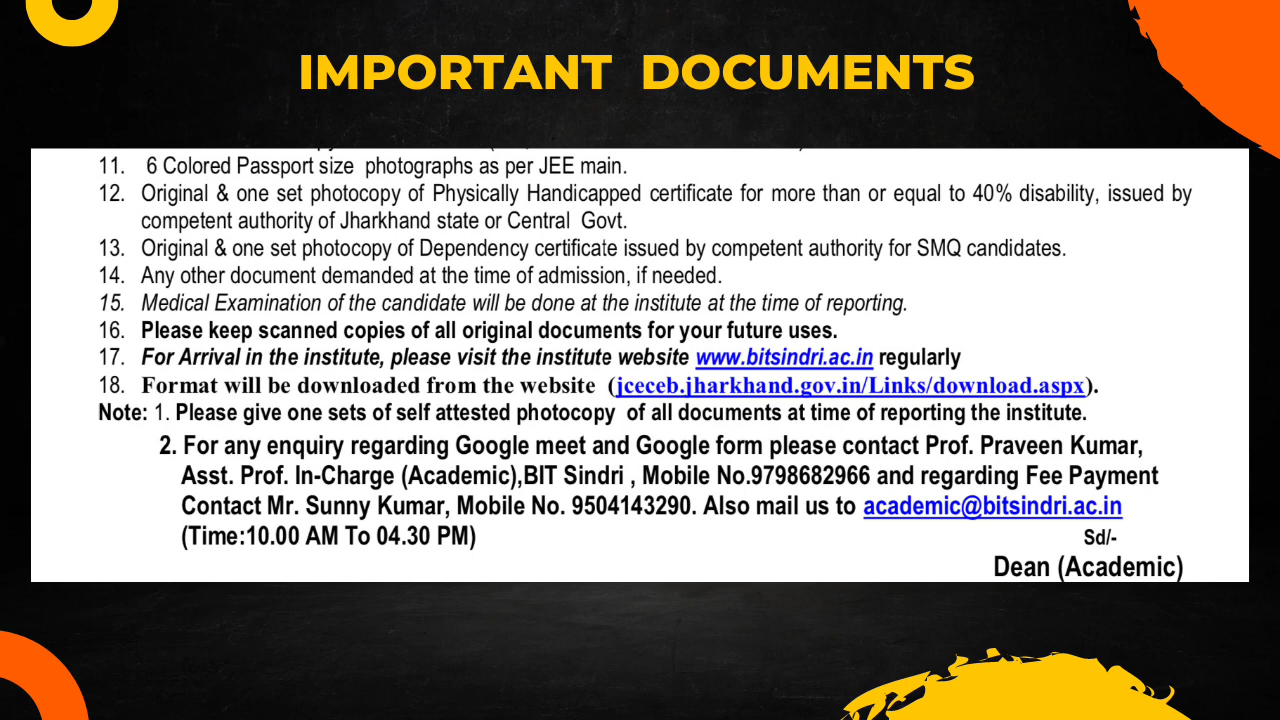 IMPORTANT DOCUMENTS
11. 6 Colored Passport size photographs as per JEE main.
12. Original & one set photocopy of Physically Handicapped certificate for more than or equal to 40% disability, issued by
competent authority of Jharkhand state or Central Govt.
13. Original & one set photocopy of Dependency certificate issued by competent authority for SMQ candidates.
14. Any other document demanded at the time of admission, if needed.
15. Medical Examination of the candidate will be done at the institute at the time of reporting.
16. Please keep scanned copies of all original documents for your future uses.
17. For Arrival in the institute, please visit the institute website www.bitsindri.ac.in regularly
18. Format will be downloaded from the website (jceceb.jharkhand.gov.in/Links/download.aspx).
Note: 1. Please give one sets of self attested photocopy of all documents at time of reporting the institute.
2. For any enquiry regarding Google meet and Google form please contact Prof. Praveen Kumar,
Asst. Prof. In-Charge (Academic),BIT Sindri , Mobile No.9798682966 and regarding Fee Payment
Contact Mr. Sunny Kumar, Mobile No. 9504143290. Also mail us to academic@bitsindri.ac.in
(Time:10.00 AM To 04.30 PM)
Sd/-
Dean (Academic)